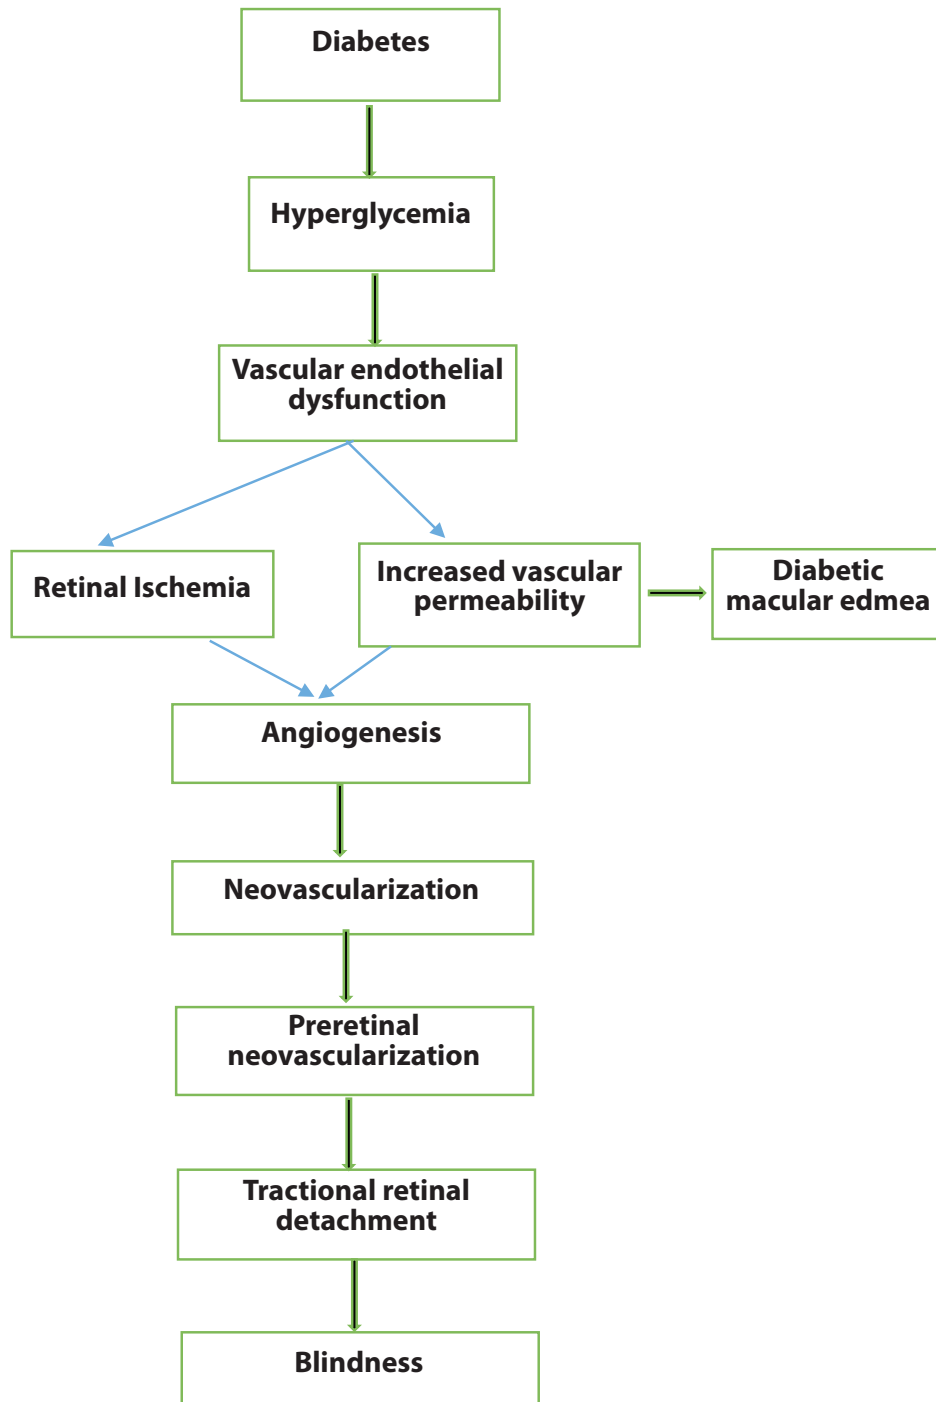 Diabetes
Hyperglycemia
Vascular endothelial
dysfunction
Retinal Ischemia
Increased vascular
permeability
Diabetic
macular edmea
Angiogenesis
Neovascularization
Preretinal
neovascularization
Tractional retinal
detachment
Blindness